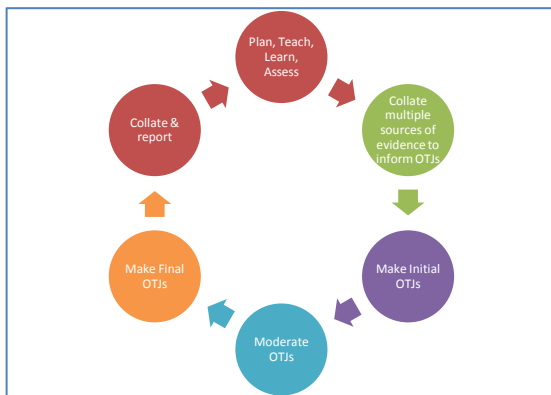 Plan, Teach,
Learn,
Assess
Collate
multiple
sources of
evidence to
inform OTJs
Make Initial
OTJs
Moderate
OTJs
Make Final
OTJs
Collate &
report